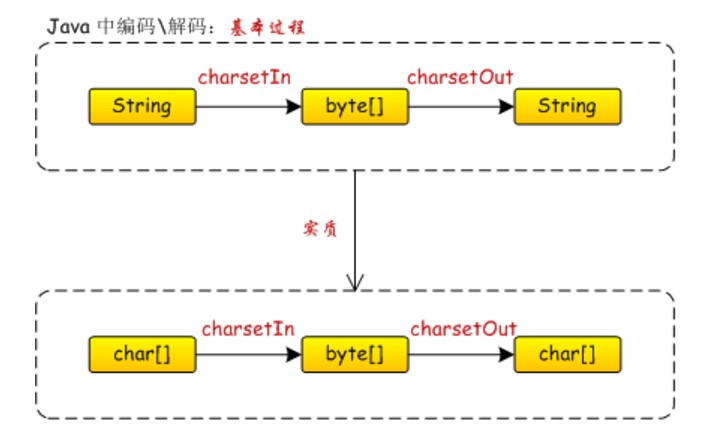 Java 中编码\解码：基本过程
charsetIn charsetOut
String byte[] String
实质
charsetIn charsetOut
char[] byte[] char[]